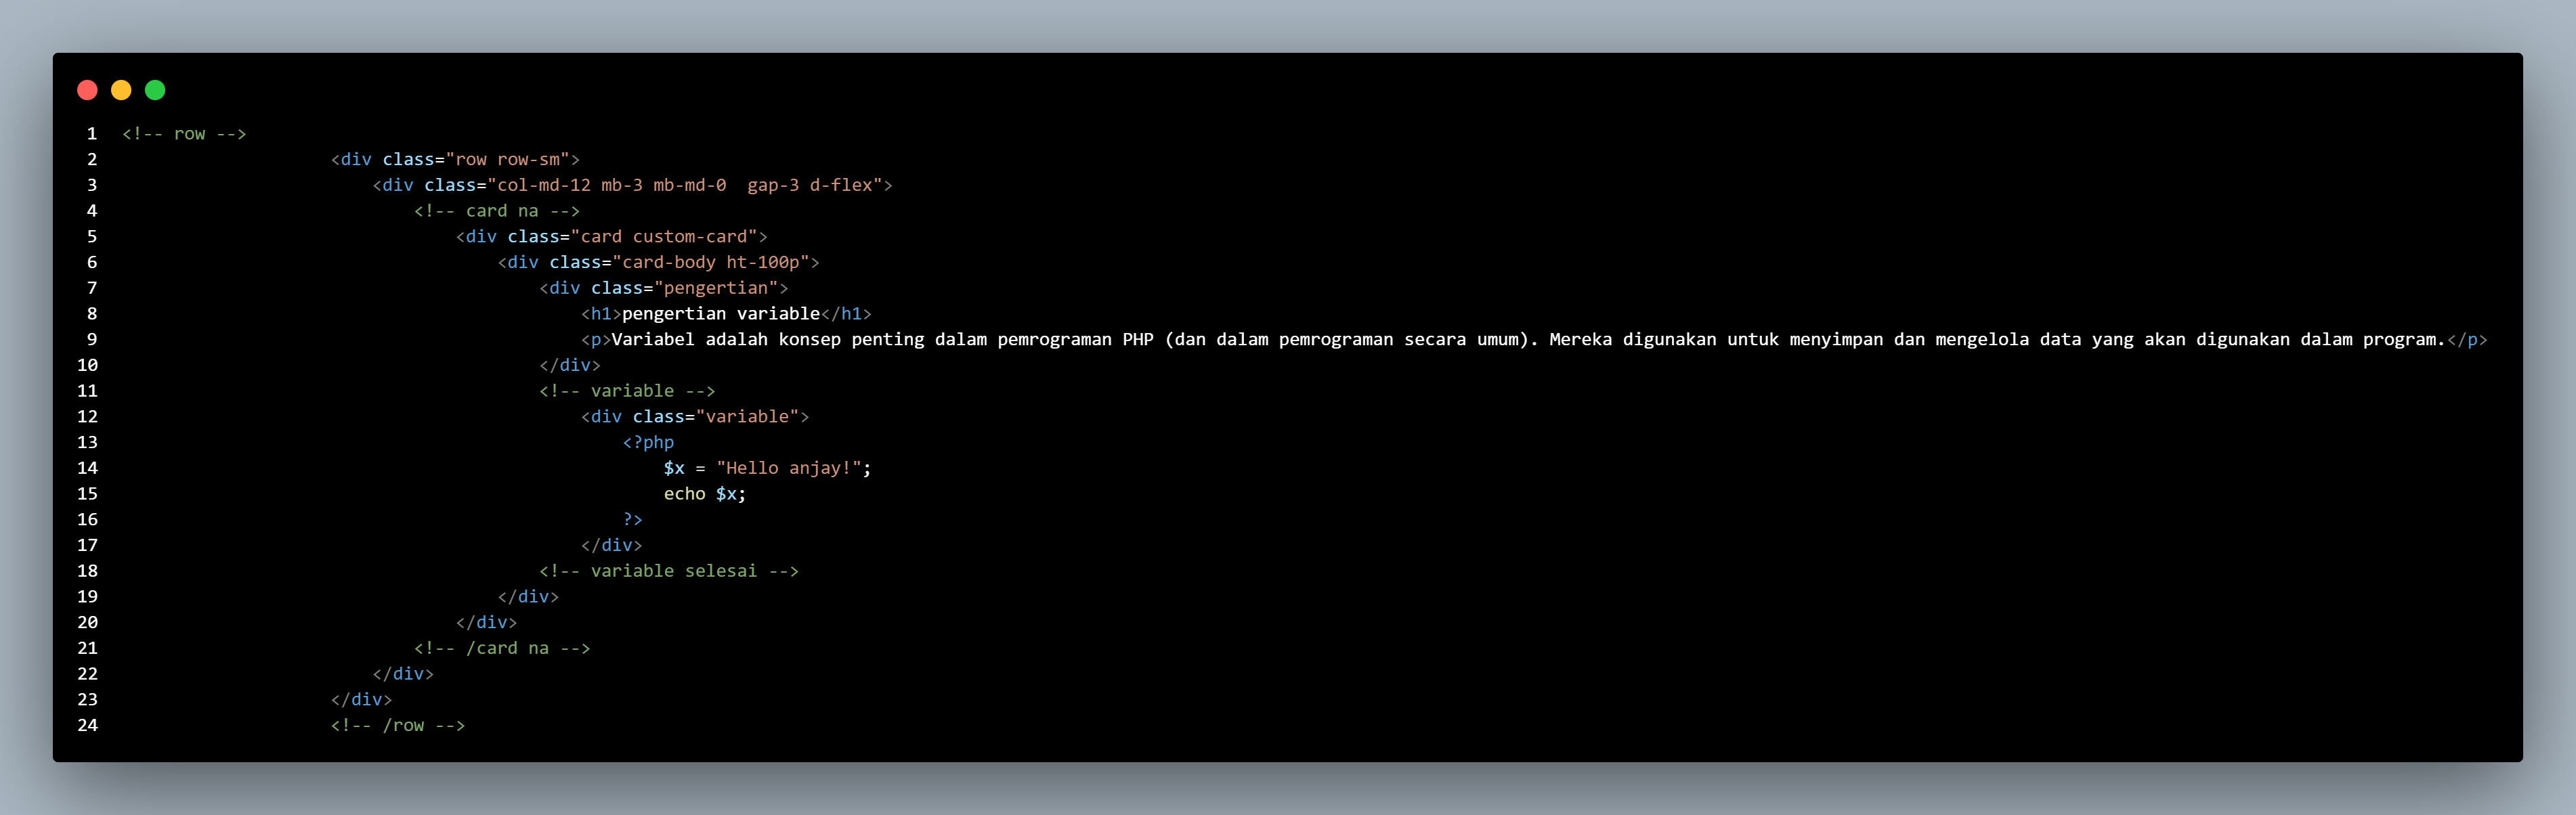 1 <!-- row -->
2 <div class="row row-sm">
3 <div class="col-md-12 mb-3 mb-md-0  gap-3 d-flex">
4 <!-- card na -->
5 <div class="card custom-card">
6 <div class="card-body ht-100p">
7 <div class="pengertian">
8 <h1>pengertian variable</h1>
9 <p>Variabel adalah konsep penting dalam pemrograman PHP (dan dalam pemrograman secara umum). Mereka digunakan untuk menyimpan dan mengelola data yang akan digunakan dalam program.</p>
10 </div>
11 <!-- variable -->
12 <div class="variable">
13 <?php
14 $x = "Hello anjay!";
15 echo $x;
16 ?>
17 </div>
18 <!-- variable selesai -->
19 </div>
20 </div>
21 <!-- /card na -->
22 </div>
23 </div>
24 <!-- /row -->